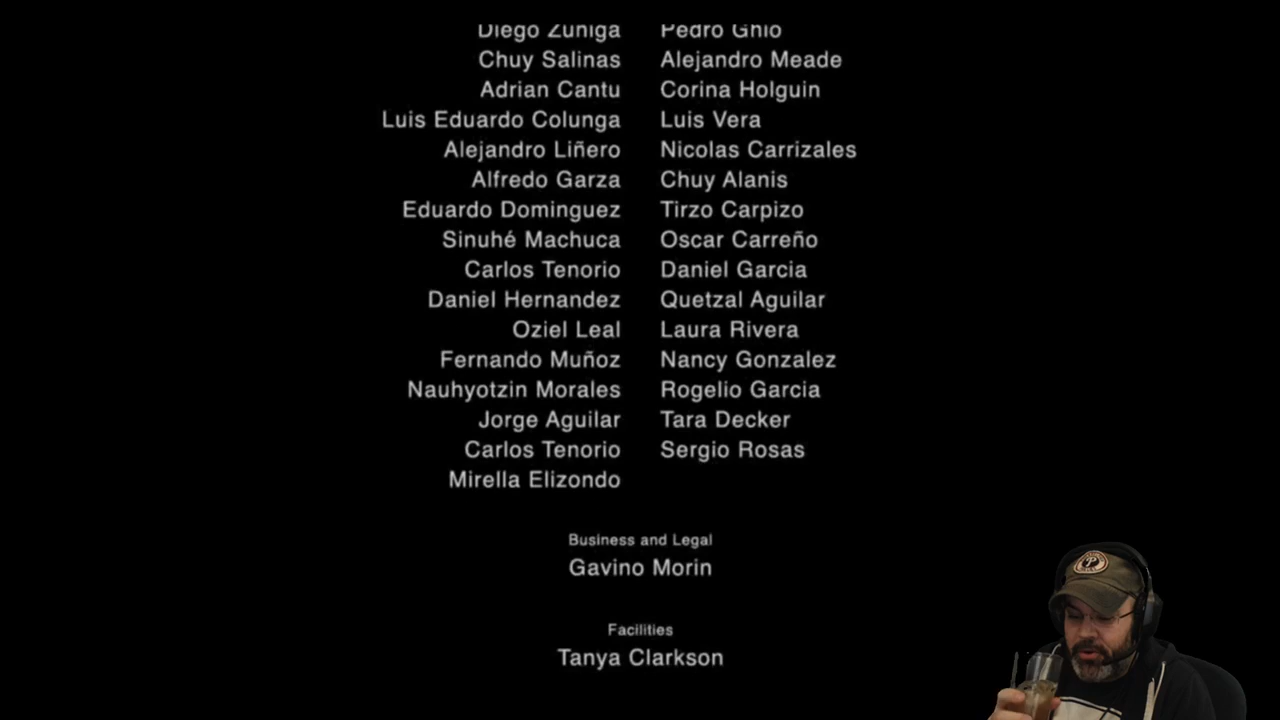 Diego Zuniga Pedro Ghio
Chuy Salinas Alejandro Meade
Adrian Cantu Corina Holguin
Luis Eduardo Colunga Luis Vera
Alejandro Liñero Nicolas Carrizales
Alfredo Garza Chuy Alanis
Eduardo Dominguez Tirzo Carpizo
Sinuhé Machuca Oscar Carreño
Carlos Tenorio Daniel Garcia
Daniel Hernandez Quetzal Aguilar
Oziel Leal Laura Rivera
Fernando Muñoz Nancy Gonzalez
Nauhyotzin Morales Rogelio Garcia
Jorge Aguilar Tara Decker
Carlos Tenorio Sergio Rosas
Mirella Elizondo
Business and Legal
Gavino Morin
Facilities
Tanya Clarkson
P